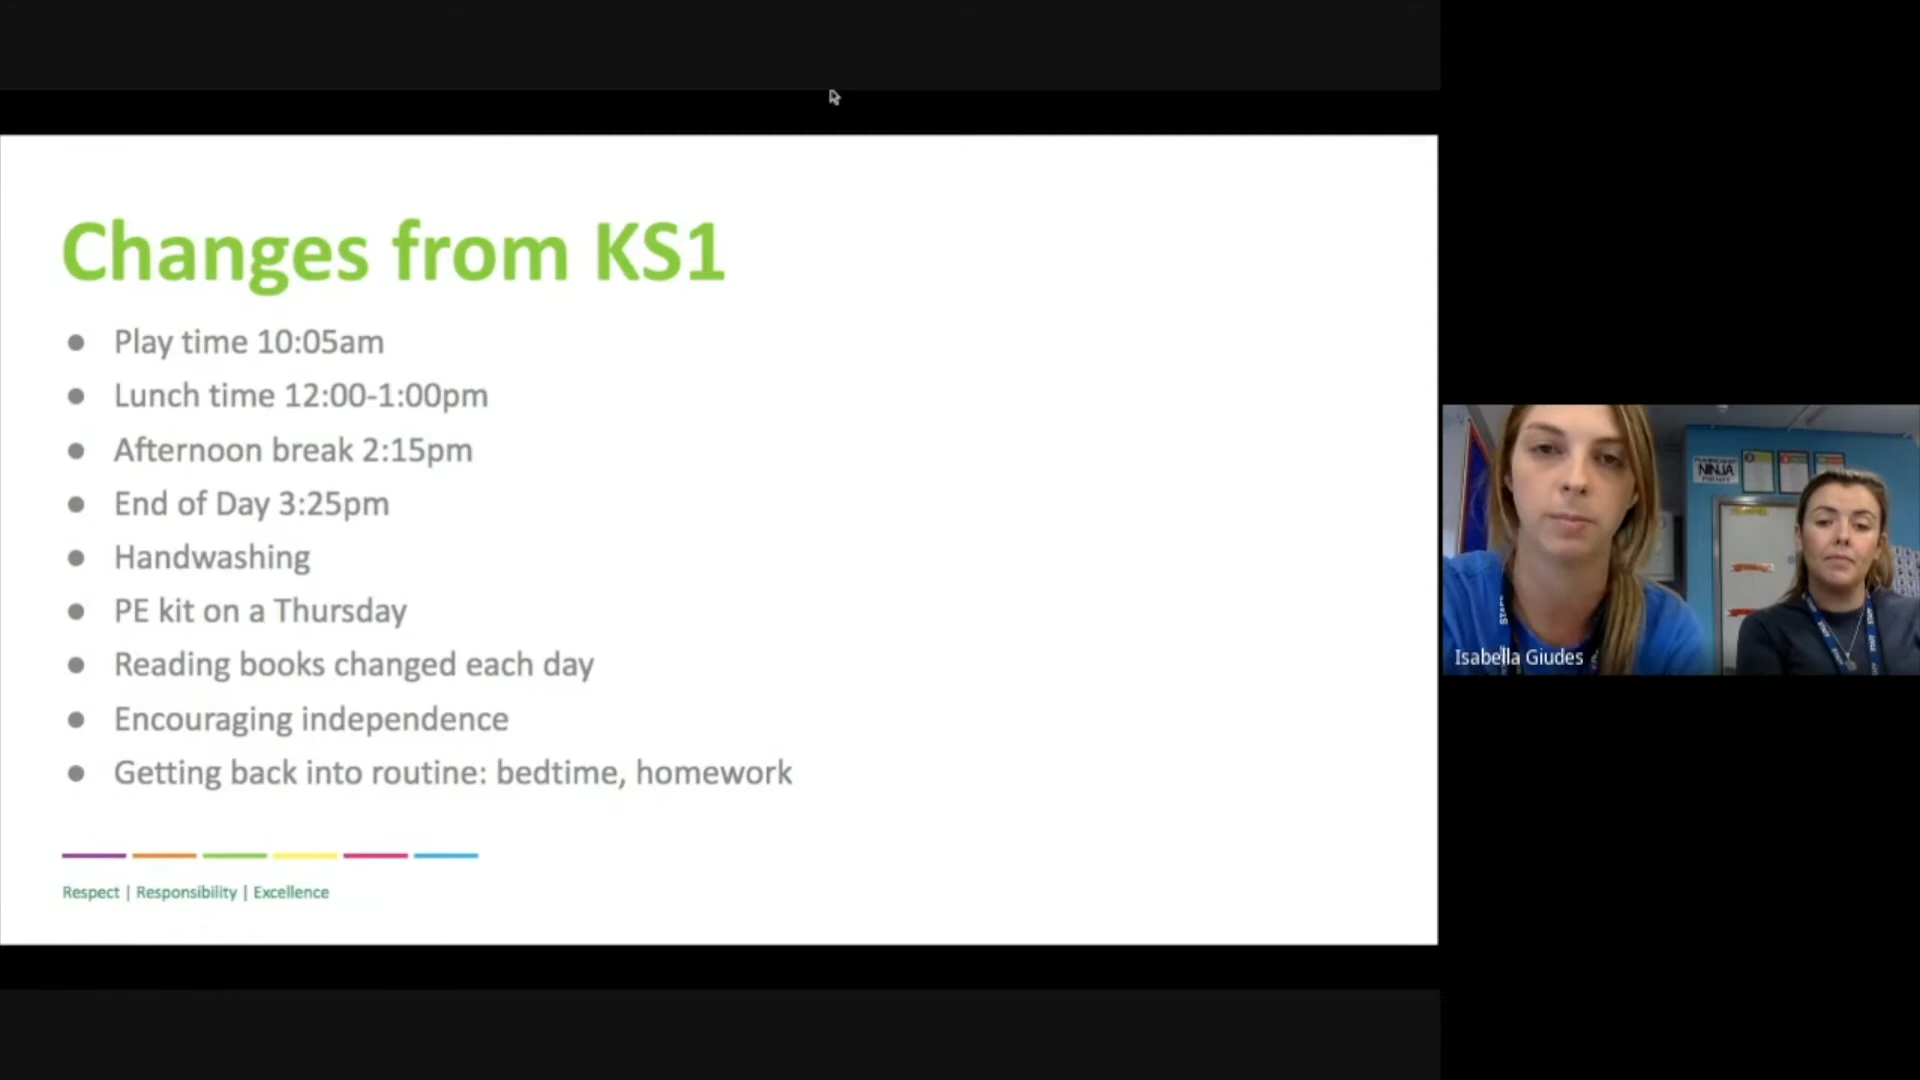 Changes from KS1
● Play time 10:05am
● Lunch time 12:00-1:00pm
● Afternoon break 2:15pm
● End of Day 3:25pm
● Handwashing
● PE kit on a Thursday
● Reading books changed each day
● Encouraging independence
● Getting back into routine: bedtime, homework
Respect | Responsibility | Excellence
NINJA
STAFF
Isabella Giudes